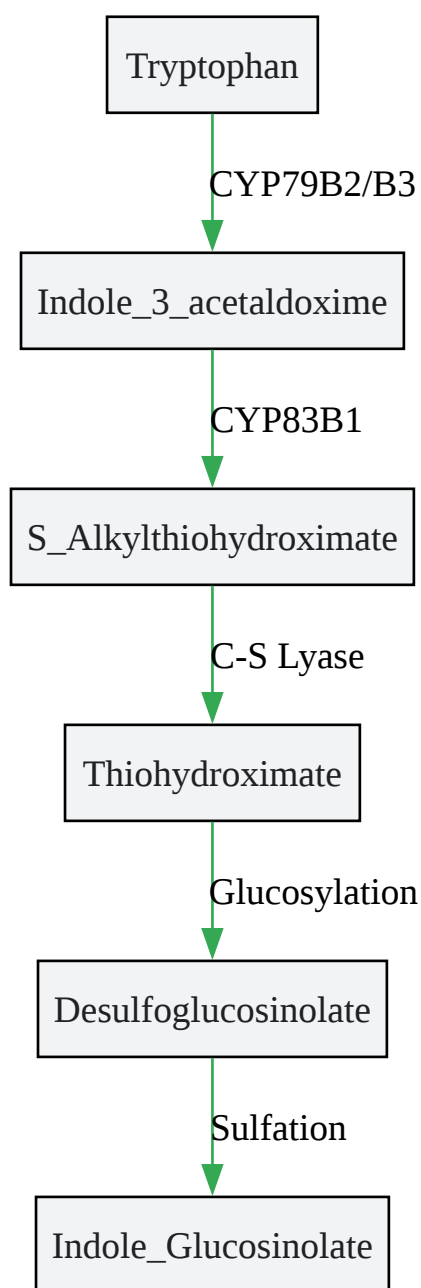 Tryptophan
CYP79B2/B3
Indole_3_acetaldoxime
CYP83B1
S_Alkylthiohydroximate
C-S Lyase
Thiohydroximate
Glucosylation
Desulfoglucosinolate
Sulfation
Indole_Glucosinolate